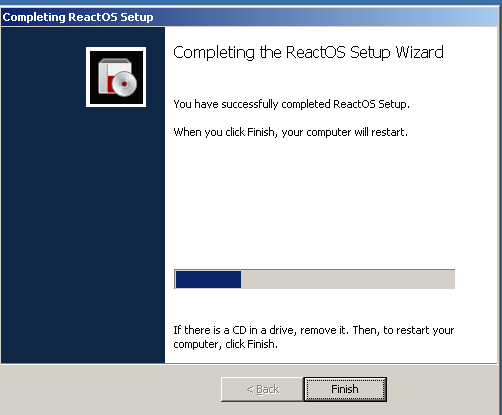 Completing ReactOS Setup
Completing the ReactOS Setup Wizard
You have successfully completed ReactOS Setup.
When you click Finish, your computer will restart.
If there is a CD in a drive, remove it. Then, to restart your
computer, click Finish.
< Back
Finish